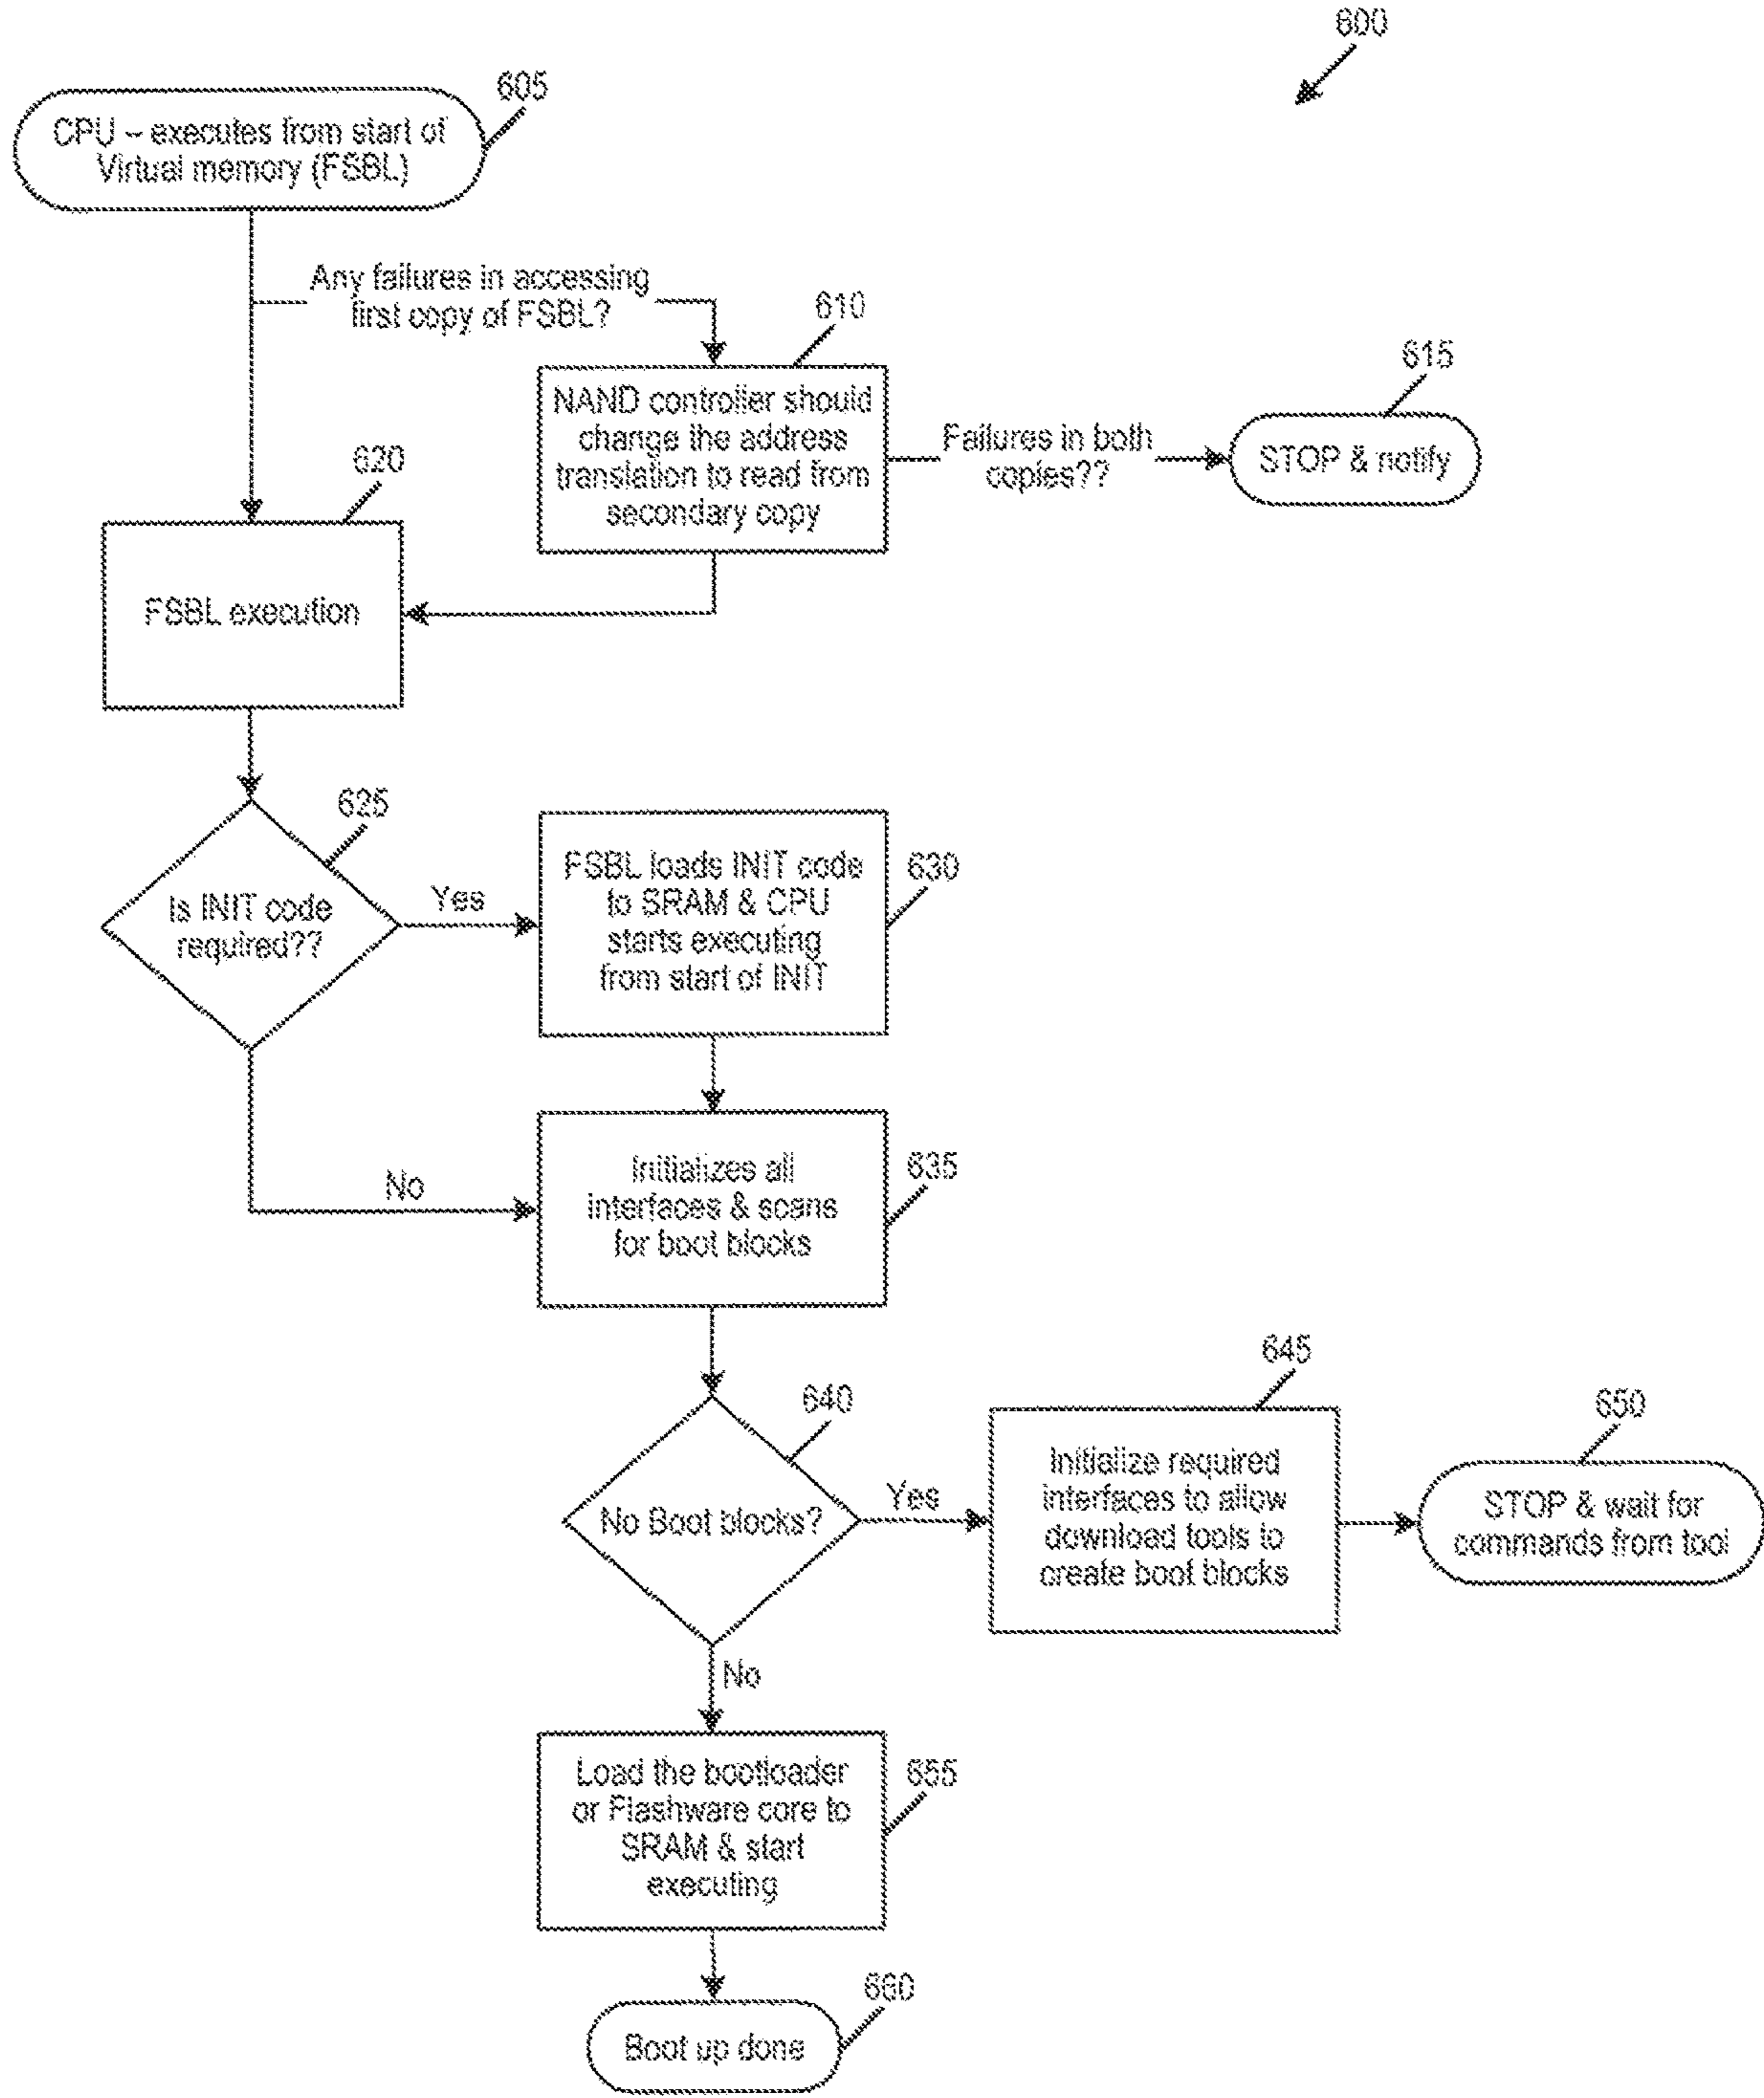 600
605
CPU – executes from start of
Virtual memory (FSBL)
Any failures in accessing
first copy of FSBL?
610
NAND controller should
change the address
translation to read from
secondary copy
Failures in both
copies??
615
STOP & notify
620
FSBL execution
625
Is INIT code
required??
Yes
FSBL loads INIT code
to SRAM & CPU
starts executing
from start of INIT
630
No
Initializes all
interfaces & scans
for boot blocks
635
640
No Boot blocks?
Yes
645
Initialize required
interfaces to allow
download tools to
create boot blocks
650
STOP & wait for
commands from tool
No
Load the bootloader
or Flashware core to
SRAM & start
executing
655
660
Boot up done